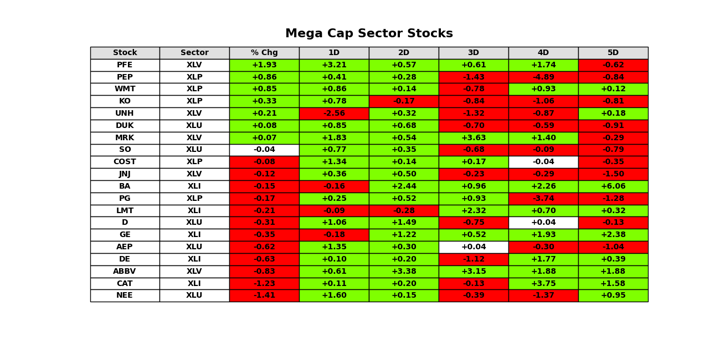 Mega Cap Sector Stocks
Stock Sector % Chg 1D 2D 3D 4D 5D
PFE XLV +1.93 +3.21 +0.57 +0.61 +1.74 -0.62
PEP XLP +0.86 +0.41 +0.28 -1.43 -4.89 -0.84
WMT XLP +0.85 +0.86 +0.14 -0.78 +0.93 +0.12
KO XLP +0.33 +0.78 -0.17 -0.84 -1.06 -0.81
UNH XLV +0.21 -2.56 +0.32 -1.32 -0.87 +0.18
DUK XLU +0.08 +0.85 +0.68 -0.70 -0.59 -0.91
MRK XLV +0.07 +1.83 +0.54 +3.63 +1.40 -0.29
SO XLU -0.04 +0.77 +0.35 -0.68 -0.09 -0.79
COST XLP -0.08 +1.34 +0.14 +0.17 -0.04 -0.35
JNJ XLV -0.12 +0.36 +0.50 -0.23 -0.29 -1.50
BA XLI -0.15 -0.16 +2.44 +0.96 +2.26 +6.06
PG XLP -0.17 +0.25 +0.52 +0.93 -3.74 -1.28
LMT XLI -0.21 -0.09 -0.28 +2.32 +0.70 +0.32
D XLU -0.31 +1.06 +1.49 -0.75 +0.04 -0.13
GE XLI -0.35 -0.18 +1.22 +0.52 +1.93 +2.38
AEP XLU -0.62 +1.35 +0.30 +0.04 -0.30 -1.04
DE XLI -0.63 +0.10 +0.20 -1.12 +1.77 +0.39
ABBV XLV -0.83 +0.61 +3.38 +3.15 +1.88 +1.88
CAT XLI -1.23 +0.11 +0.20 -0.13 +3.75 +1.58
NEE XLU -1.41 +1.60 +0.15 -0.39 -1.37 +0.95